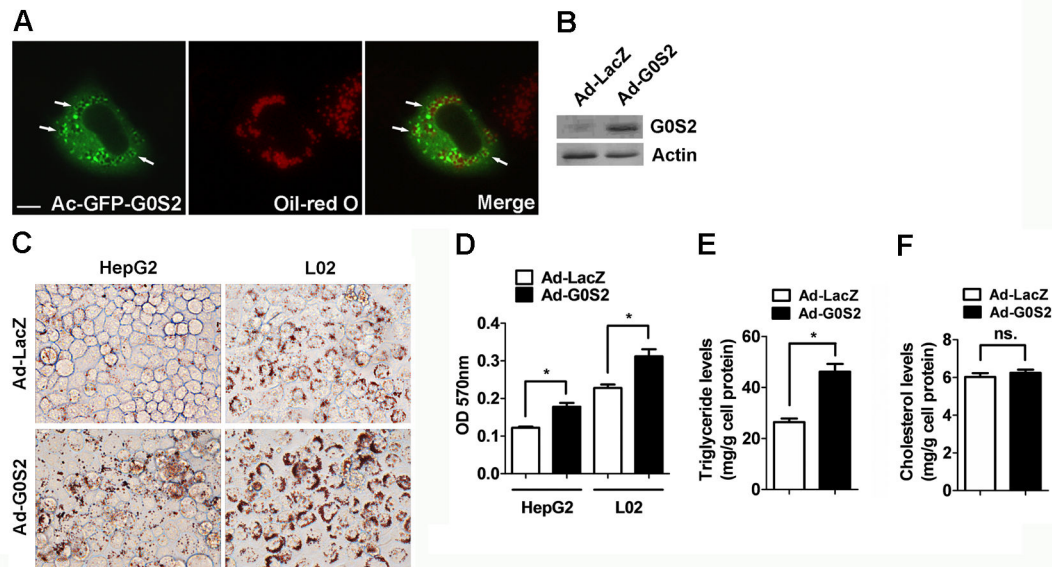 A
Ac-GFP-G0S2
Oil-red O
Merge
B
Ad-LacZ
Ad-G0S2
G0S2
Actin
C
HepG2
L02
Ad-LacZ
Ad-G0S2
D
Ad-LacZ
Ad-G0S2
OD 570nm
0.4
0.3
0.2
0.1
0.0
*
*
HepG2
L02
E
Ad-LacZ
Ad-G0S2
Triglyceride levels
(mg/g cell protein)
60
40
20
0
*
F
Ad-LacZ
Ad-G0S2
Cholesterol levels
(mg/g cell protein)
8
6
4
2
0
ns.